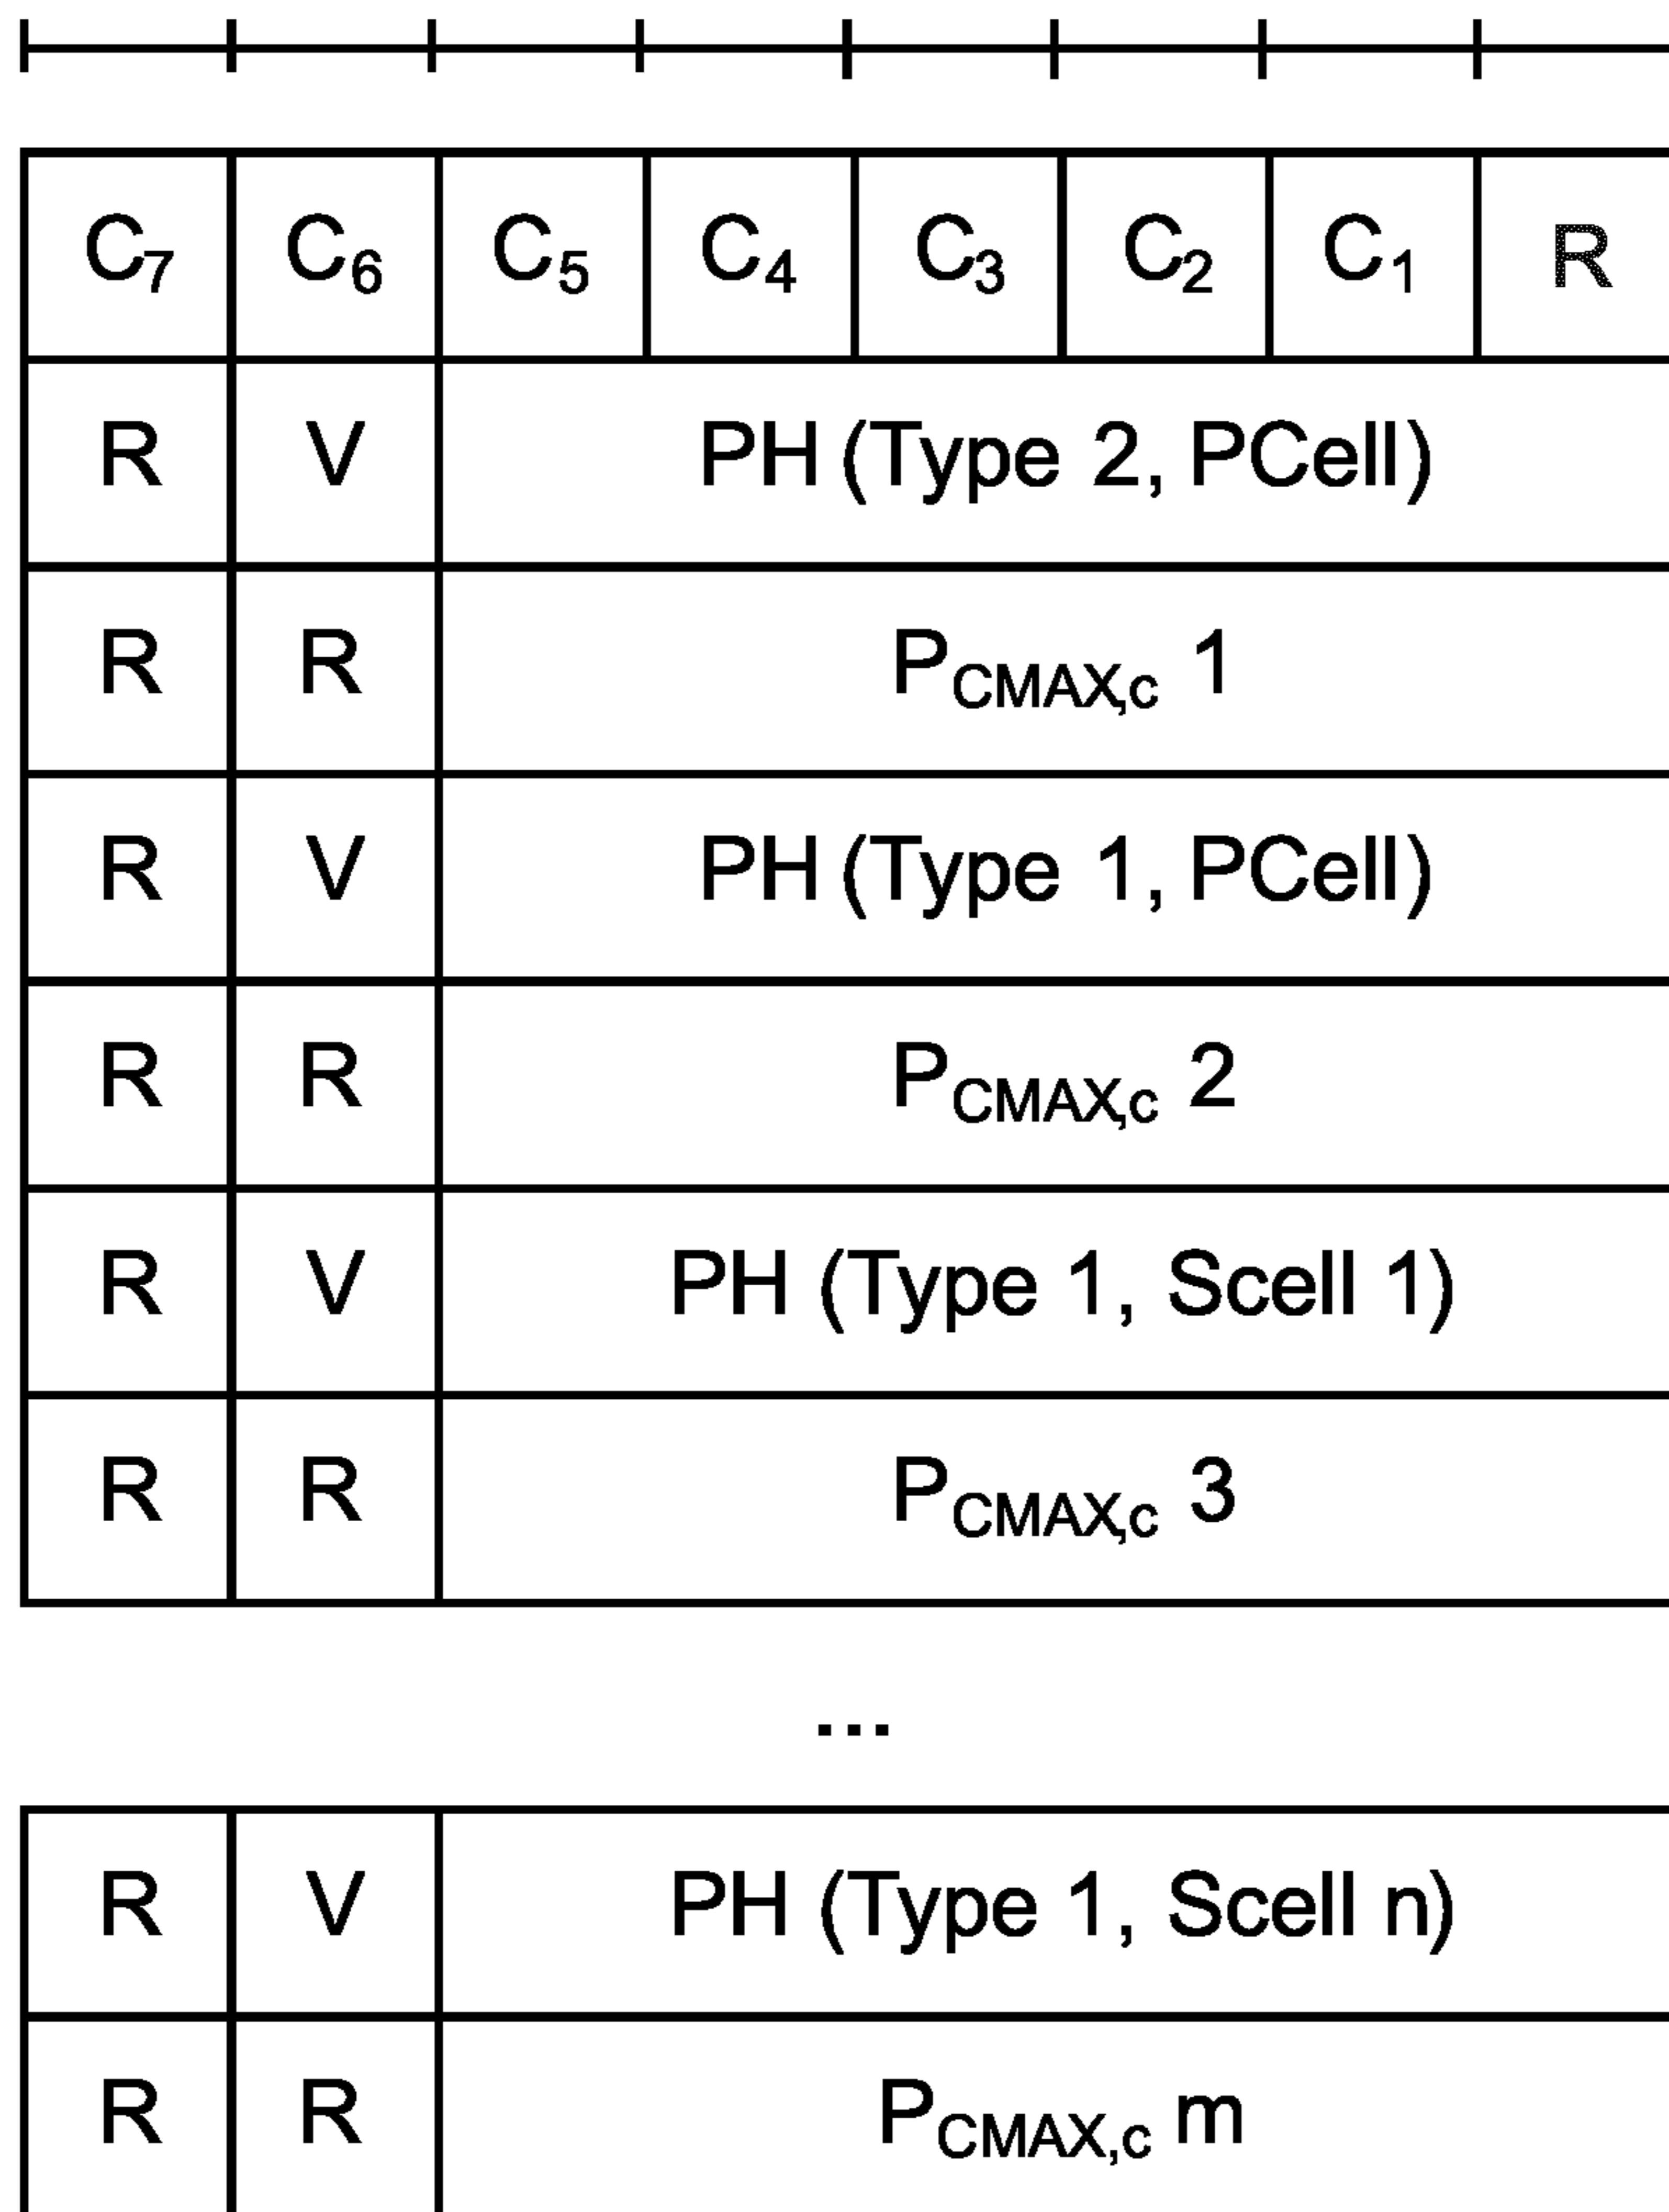 C7 C6 C5 C4 C3 C2 C1 R
R V PH (Type 2, PCell)
R R PCMAX,c 1
R V PH (Type 1, PCell)
R R PCMAX,c 2
R V PH (Type 1, Scell 1)
R R PCMAX,c 3
...
R V PH (Type 1, Scell n)
R R PCMAX,c m